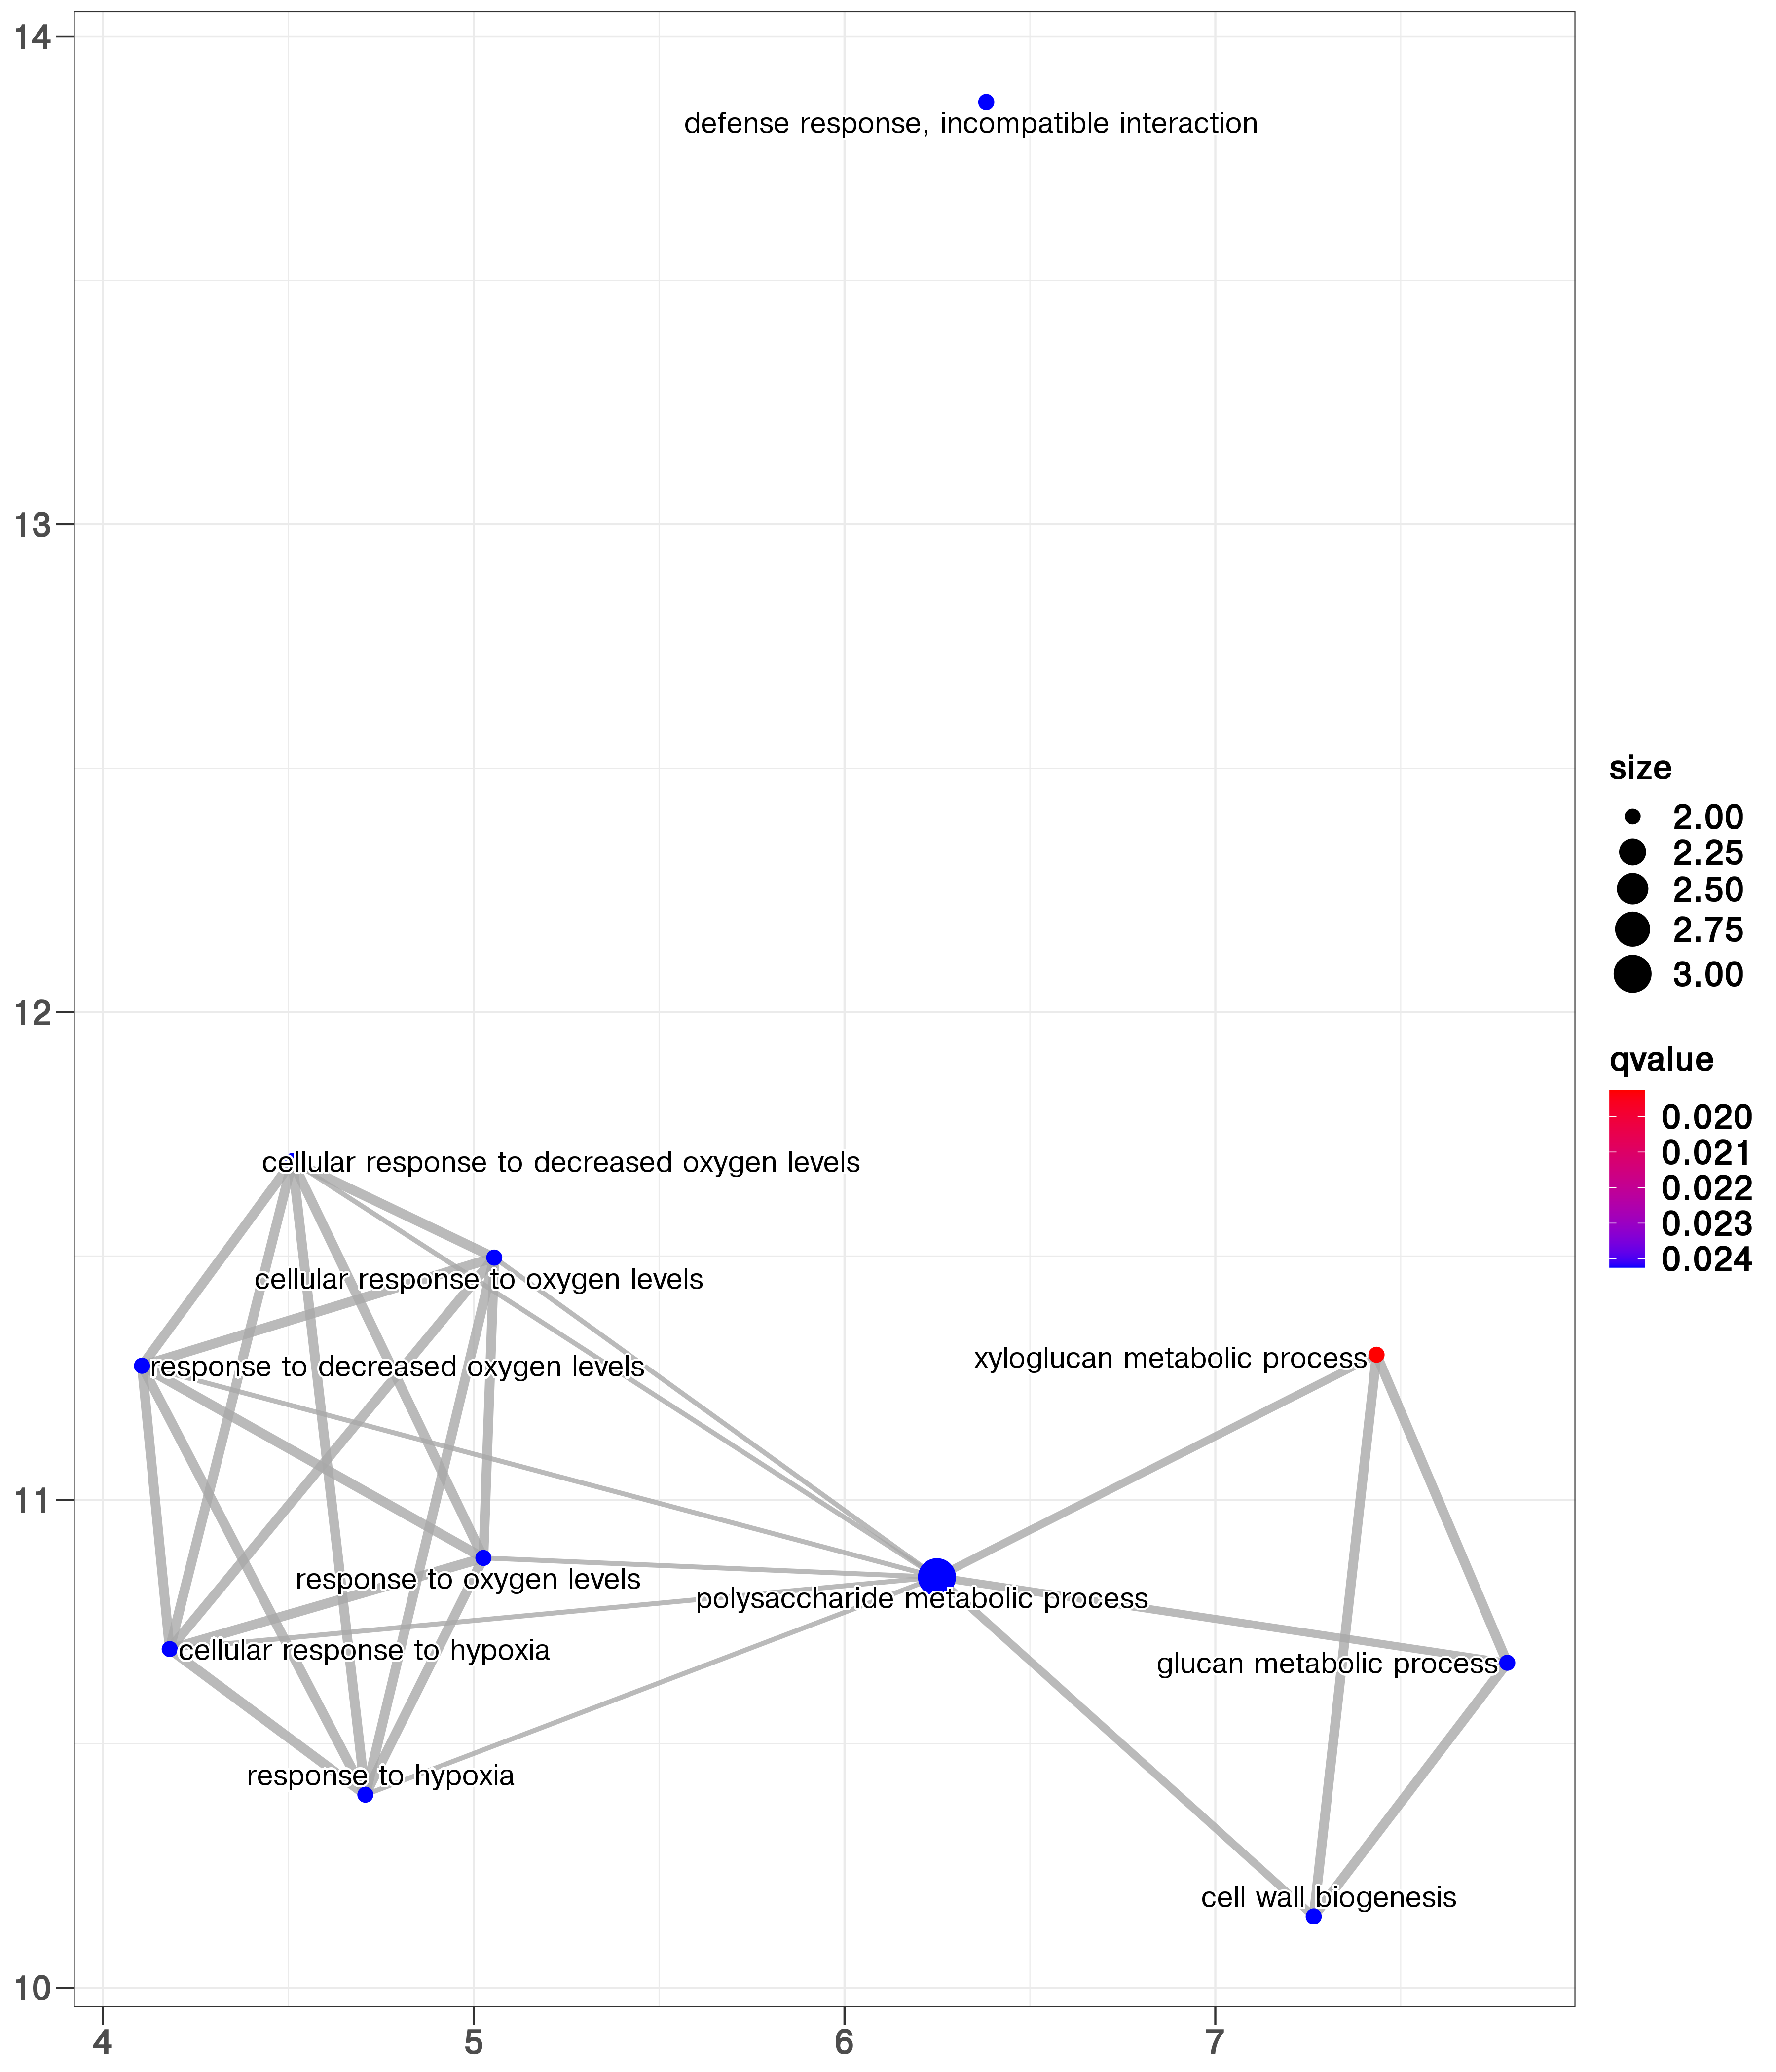 14
defense response, incompatible interaction
13
size
2.00
2.25
2.50
2.75
3.00
12
qvalue
0.020
0.021
0.022
0.023
0.024
cellular response to decreased oxygen levels
cellular response to oxygen levels
xyloglucan metabolic process
response to decreased oxygen levels
11
response to oxygen levels
polysaccharide metabolic process
cellular response to hypoxia
glucan metabolic process
response to hypoxia
cell wall biogenesis
10
4 5 6 7